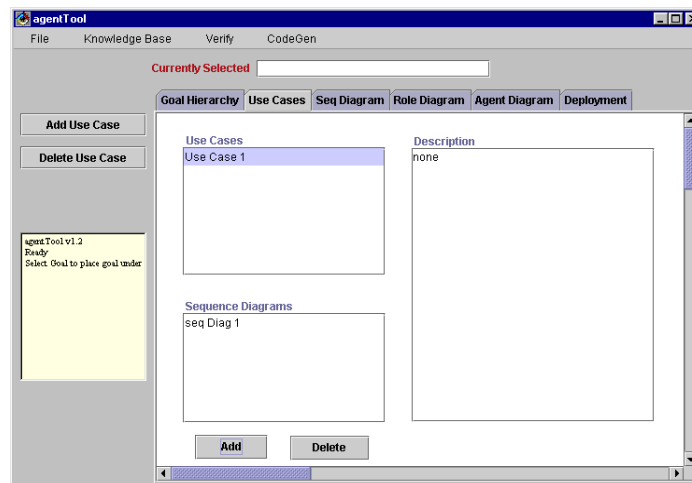 agentTool
File Knowledge Base Verify CodeGen
Currently Selected
Goal Hierarchy Use Cases Seq Diagram Role Diagram Agent Diagram Deployment
Add Use Case
Delete Use Case
agentTool v1.2
Ready
Select Goal to place goal under
Use Cases
Use Case 1
Description
none
Sequence Diagrams
seq Diag 1
Add Delete